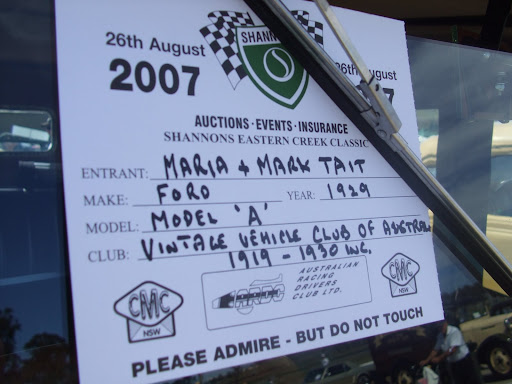 26th August
2007
SHANNONS
S
26th August
AUCTIONS · EVENTS · INSURANCE
SHANNONS EASTERN CREEK CLASSIC
ENTRANT: MARIA + MARK TAIT
MAKE: FORD YEAR: 1929
MODEL: MODEL 'A'
CLUB: VINTAGE VEHICLE CLUB OF AUSTRAL
1919 - 1930 INC.
CMC
NSW
ARDC
AUSTRALIAN
RACING
DRIVERS
CLUB LTD.
CMC
NSW
PLEASE ADMIRE - BUT DO NOT TOUCH